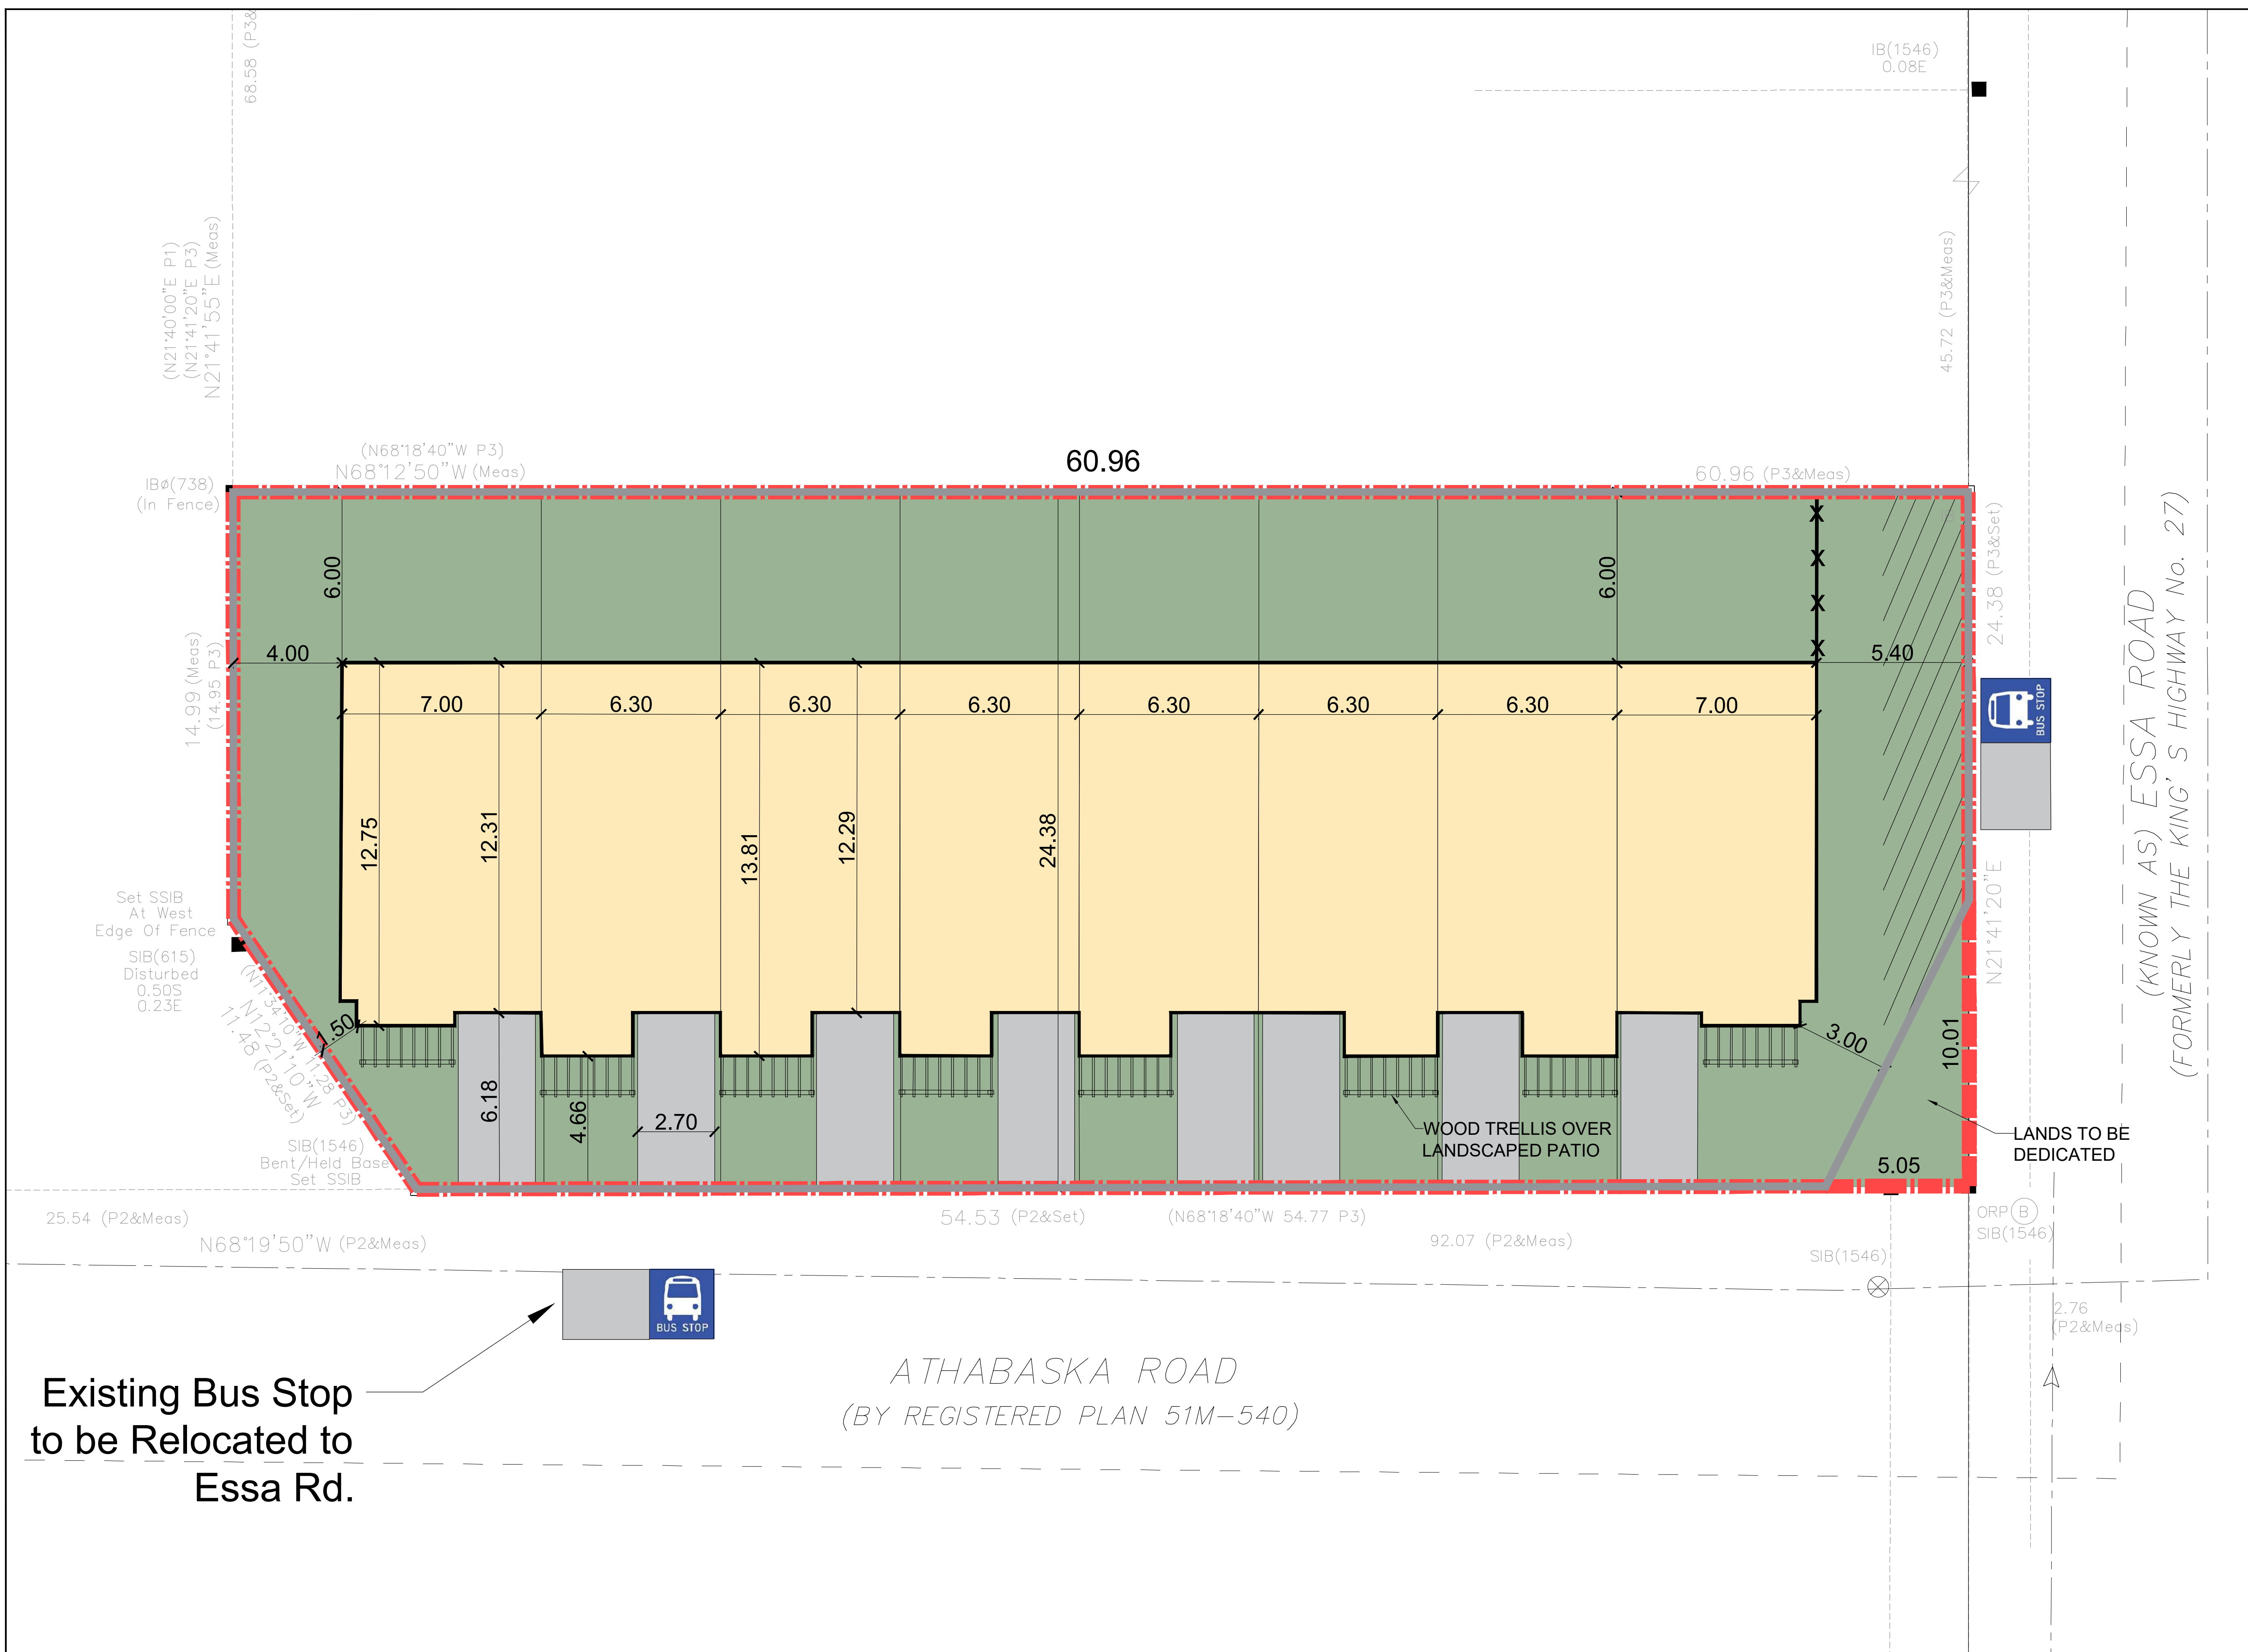 68.58 (P3&
IB(1546)
0.08E
(N21°40'00"E P1)
(N21°41'20"E P3)
N21°41'55"E (Meas)
45.72 (P3&Meas)
(N68°18'40"W P3)
N68°12'50"W (Meas)
60.96
60.96 (P3&Meas)
IBø(738)
(In Fence)
24.38 (P3&Set)
6.00
6.00
X
X
X
X
4.00
5.40
14.99 (Meas)
(14.95 P3)
7.00
6.30
6.30
6.30
6.30
6.30
6.30
7.00
BUS STOP
(KNOWN AS) ESSA ROAD
(FORMERLY THE KING'S HIGHWAY No. 27)
12.75
12.31
13.81
12.29
24.38
Set SSIB
At West
Edge Of Fence
SIB(615)
Disturbed
0.50S
0.23E
N21°41'20"E
(N11°34'10"W 11.28 P3)
N12°21'10"W
11.48 (P2&Set)
1.50
3.00
10.01
6.18
4.66
2.70
WOOD TRELLIS OVER
LANDSCAPED PATIO
LANDS TO BE
DEDICATED
SIB(1546)
Bent/Held Base
Set SSIB
5.05
25.54 (P2&Meas)
54.53 (P2&Set)
(N68°18'40"W 54.77 P3)
ORP B
SIB(1546)
N68°19'50"W (P2&Meas)
92.07 (P2&Meas)
SIB(1546)
2.76
(P2&Meas)
BUS STOP
ATHABASKA ROAD
(BY REGISTERED PLAN 51M-540)
Existing Bus Stop
to be Relocated to
Essa Rd.